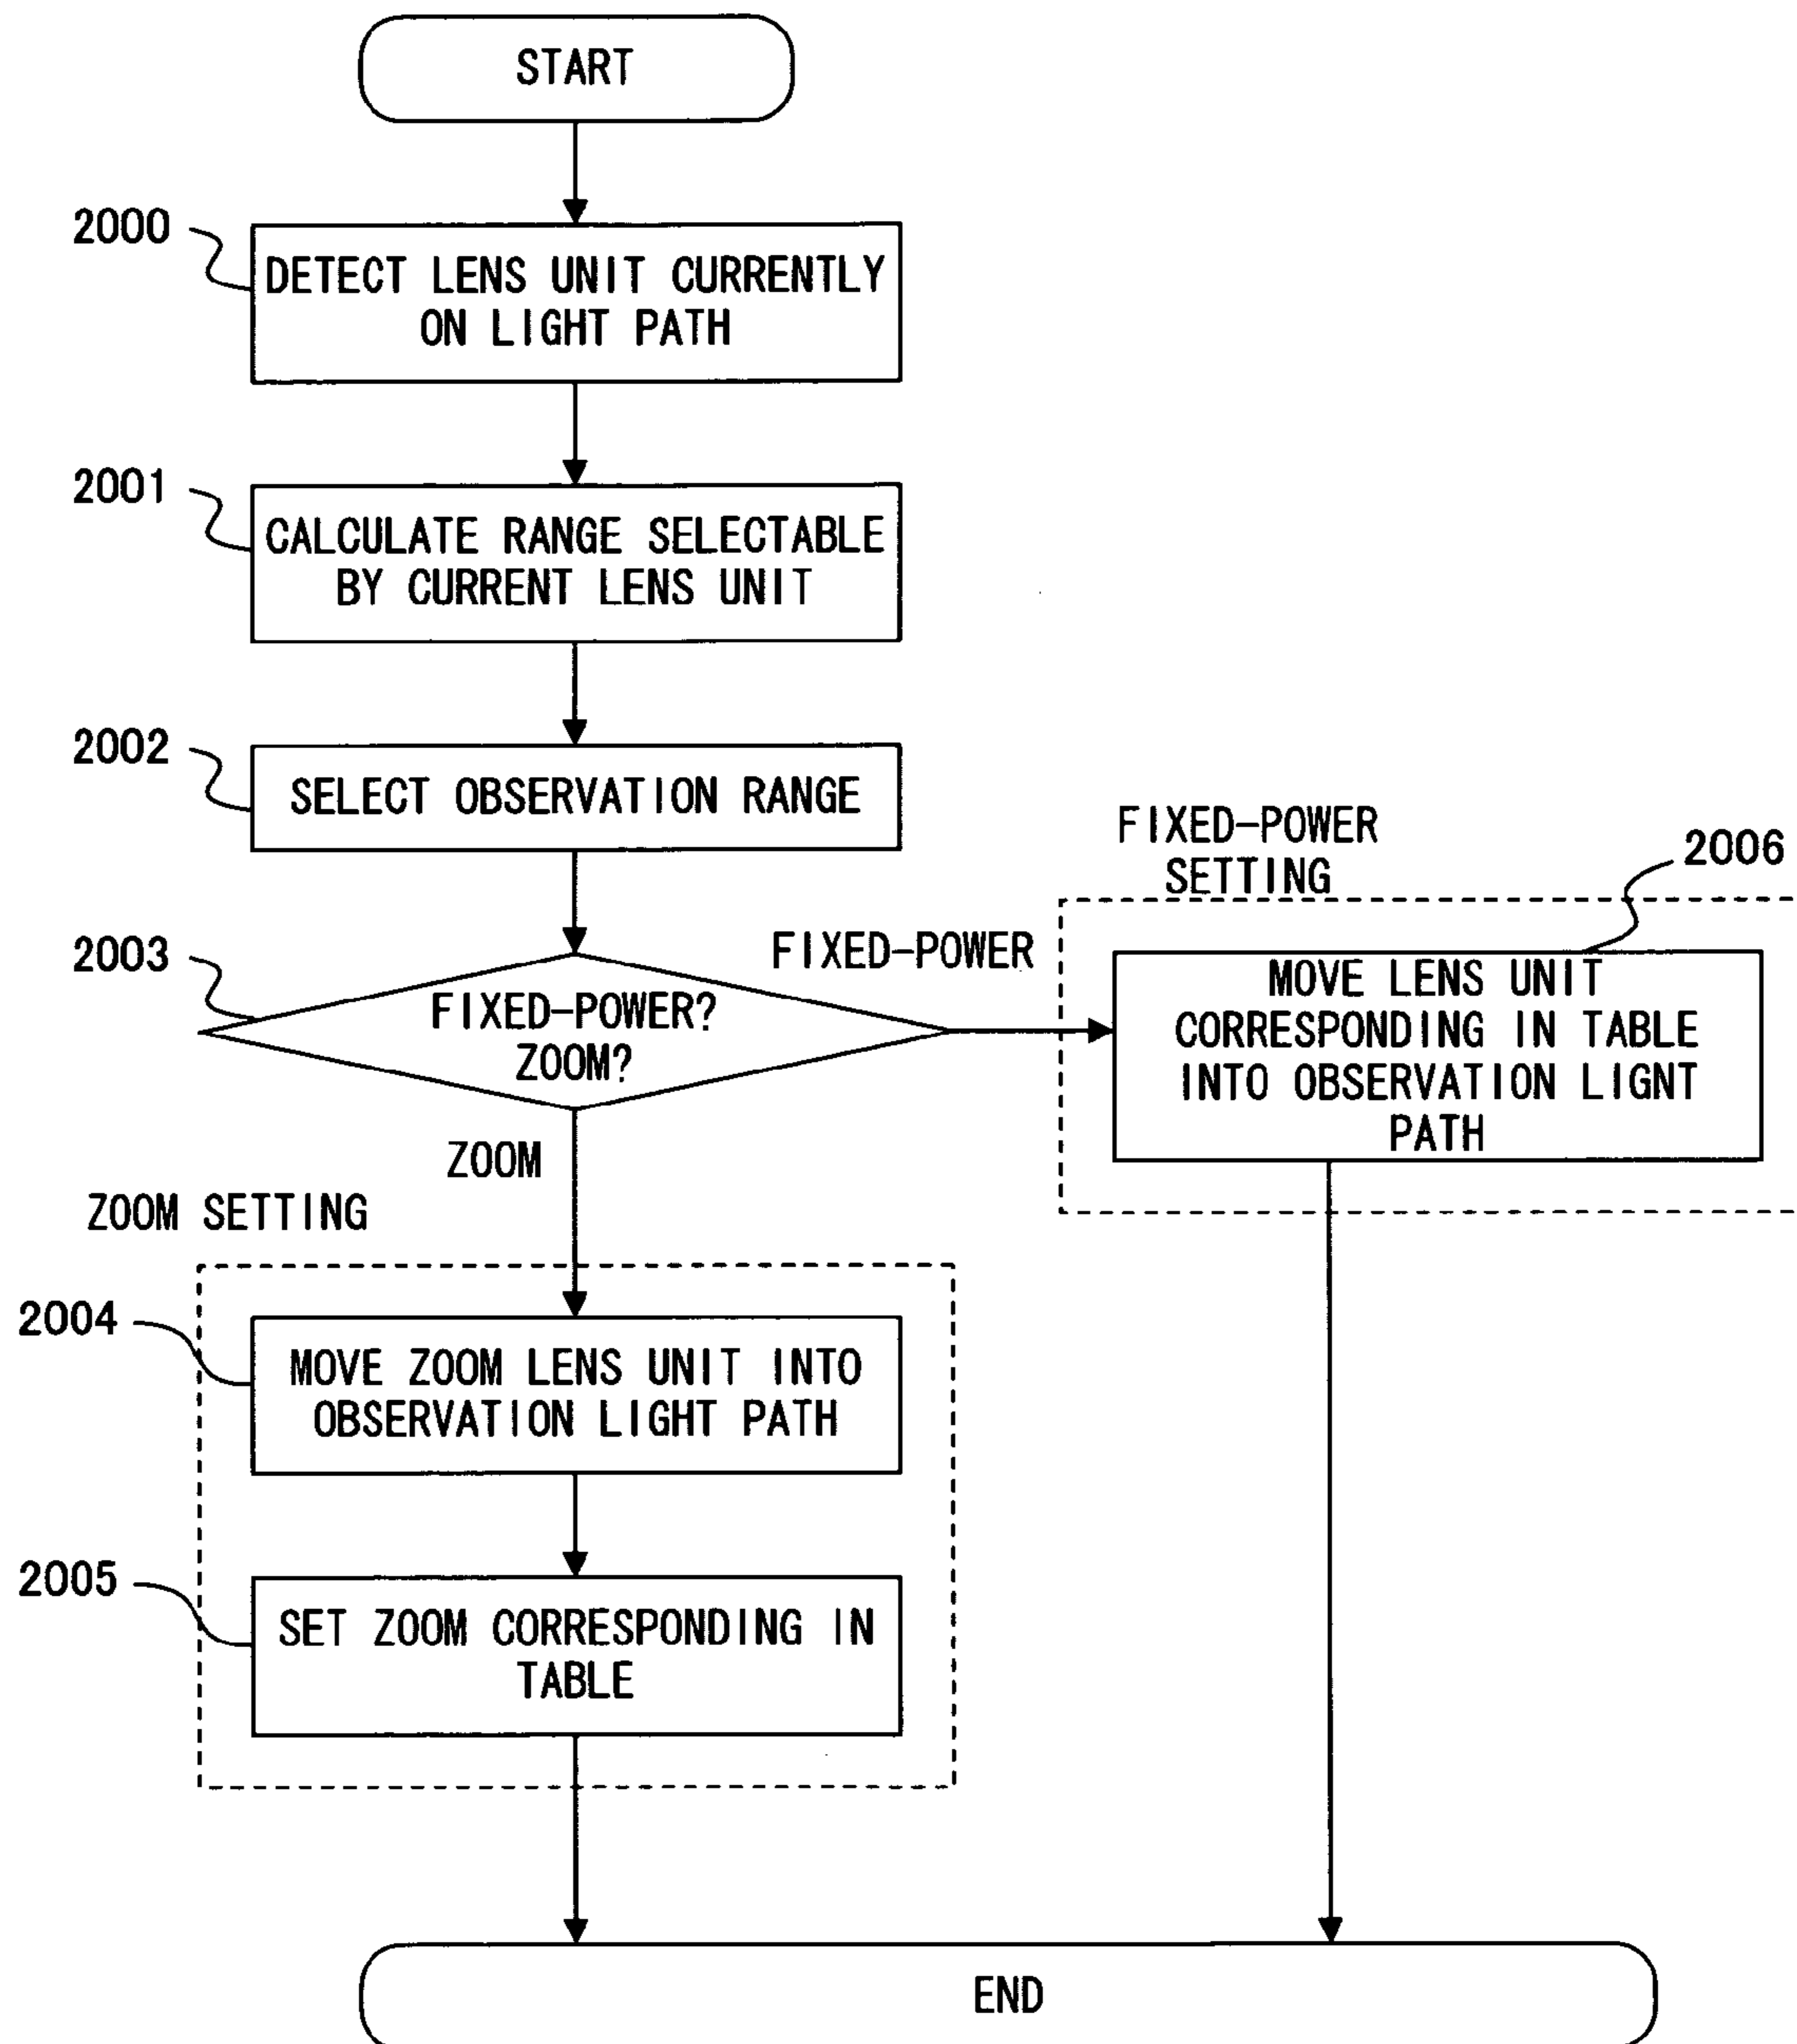 START
2000
DETECT LENS UNIT CURRENTLY
ON LIGHT PATH
2001
CALCULATE RANGE SELECTABLE
BY CURRENT LENS UNIT
2002
SELECT OBSERVATION RANGE
2003
FIXED-POWER?
ZOOM?
FIXED-POWER
FIXED-POWER
SETTING
2006
MOVE LENS UNIT
CORRESPONDING IN TABLE
INTO OBSERVATION LIGNT
PATH
ZOOM
ZOOM SETTING
2004
MOVE ZOOM LENS UNIT INTO
OBSERVATION LIGHT PATH
2005
SET ZOOM CORRESPONDING IN
TABLE
END